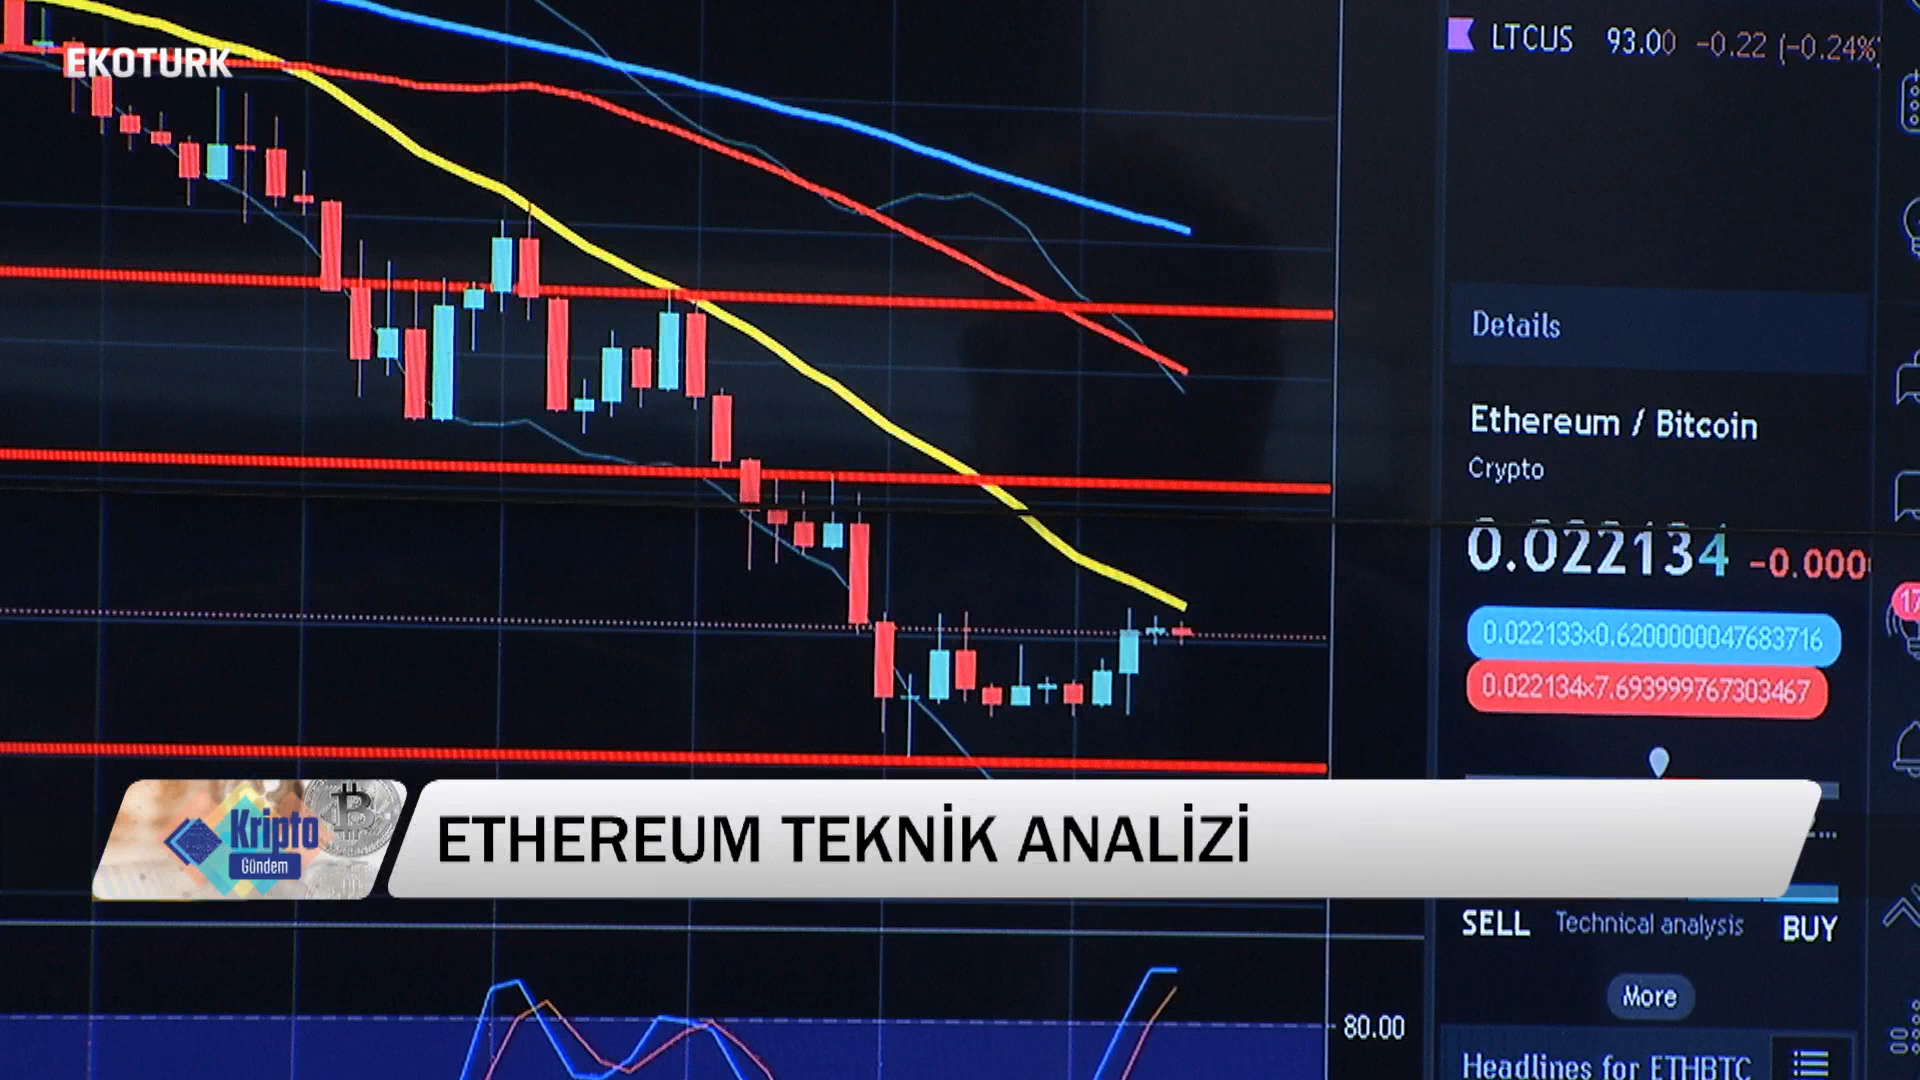 EKOTURK
LTCUS 93.00 −0.22 (−0.24%)
Details
Ethereum / Bitcoin
Crypto
0.022134 −0.000
0.022133×0.6200000047683716
0.022134×7.693999767303467
17
Kripto
Gündem
ETHEREUM TEKNİK ANALİZİ
SELL Technical analysis BUY
More
80.00
Headlines for ETHBTC